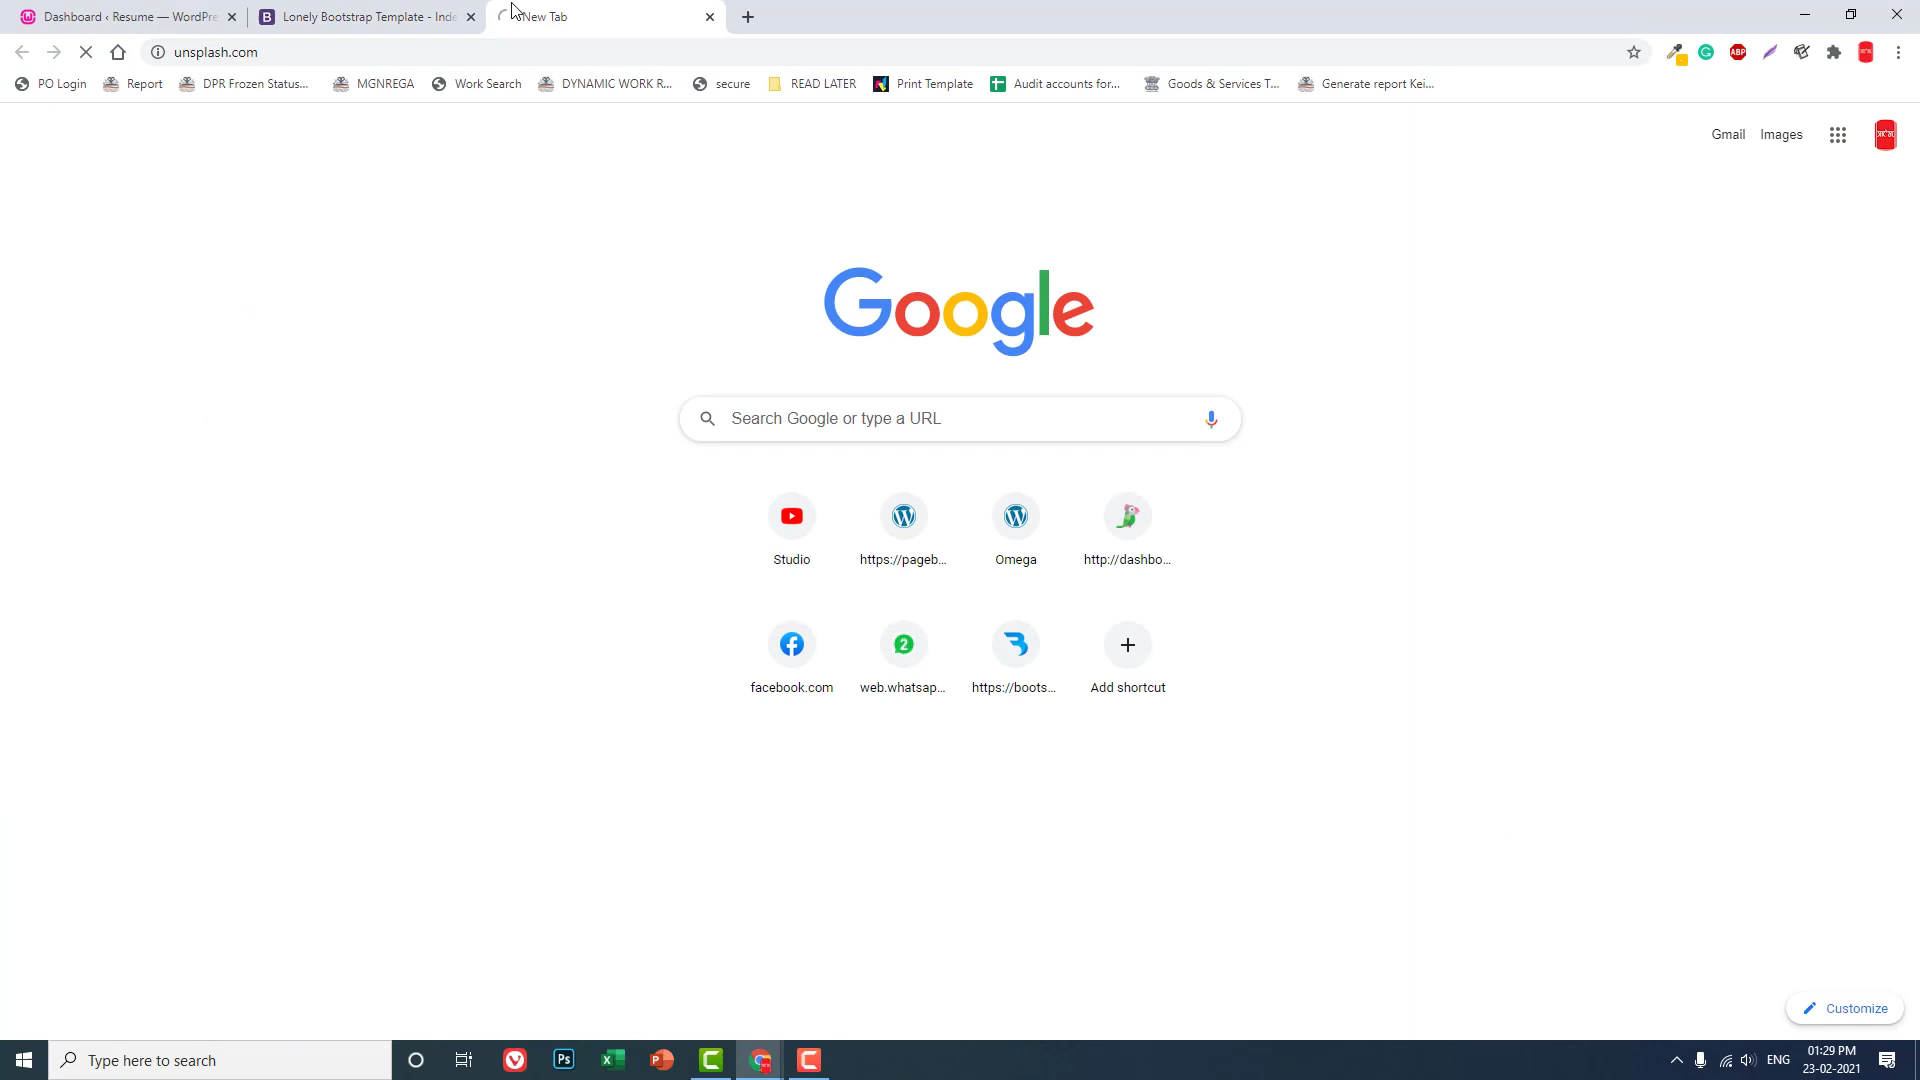 Dashboard ‹ Resume — WordPre
Lonely Bootstrap Template - Inde
New Tab
unsplash.com
PO Login
Report
DPR Frozen Status...
MGNREGA
Work Search
DYNAMIC WORK R...
secure
READ LATER
Print Template
Audit accounts for...
Goods & Services T...
Generate report Kei...
ABP
Gmail
Images
Google
Search Google or type a URL
Studio
https://pageb...
Omega
http://dashbo...
2
facebook.com
web.whatsap...
https://boots...
Add shortcut
Customize
Type here to search
Ps
ENG
01:29 PM
23-02-2021